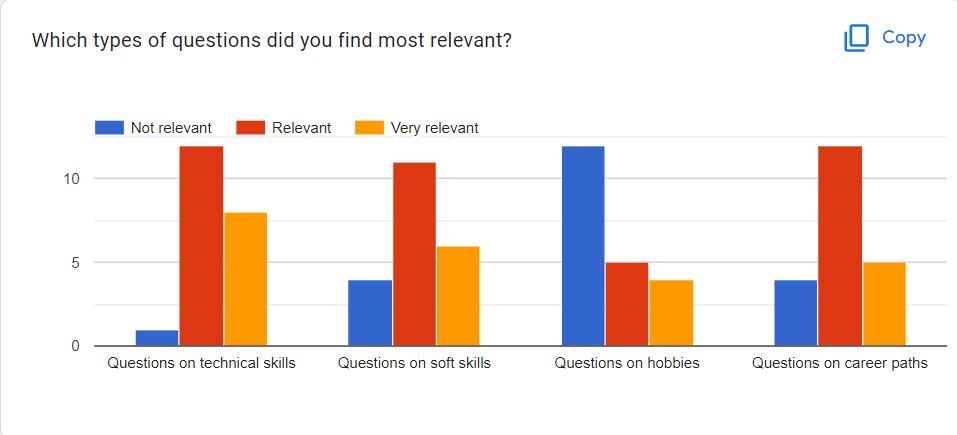 Which types of questions did you find most relevant?
Copy
Not relevant Relevant Very relevant
10
5
0
Questions on technical skills Questions on soft skills Questions on hobbies Questions on career paths